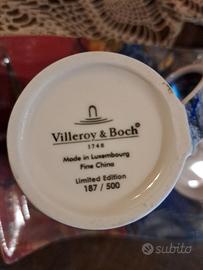 Villeroy & Boch®
1748
Made in Luxembourg
Fine China
Limited Edition
187 / 500
subito